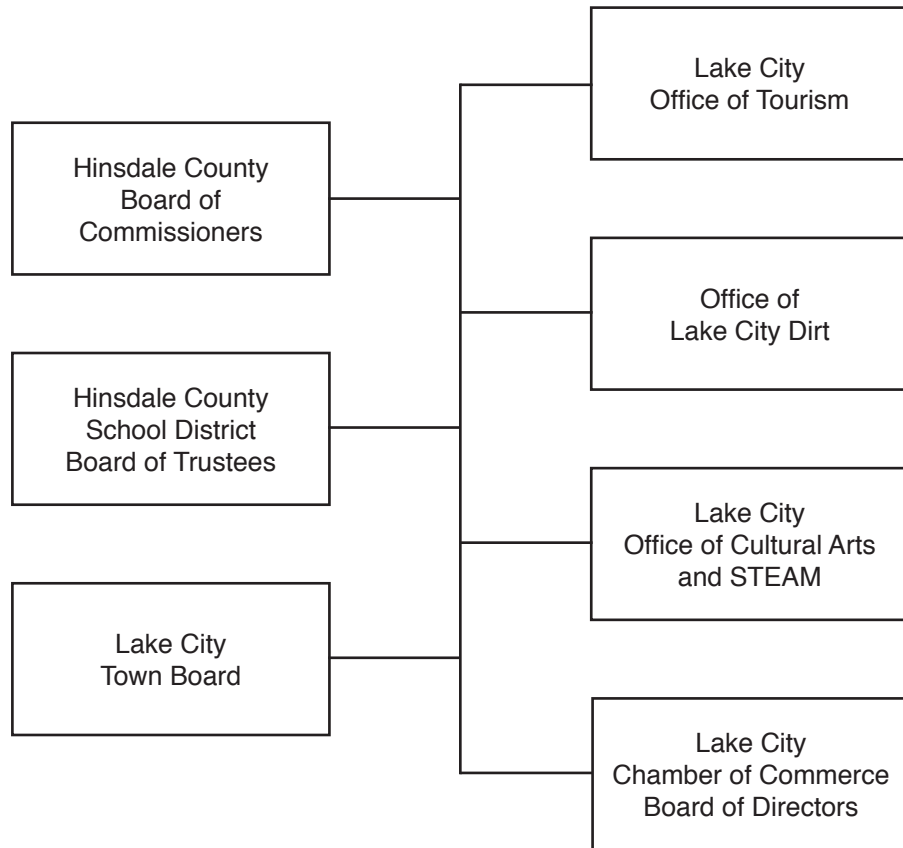 Lake City
Office of Tourism
Hinsdale County
Board of
Commissioners
Office of
Lake City Dirt
Hinsdale County
School District
Board of Trustees
Lake City
Office of Cultural Arts
and STEAM
Lake City
Town Board
Lake City
Chamber of Commerce
Board of Directors